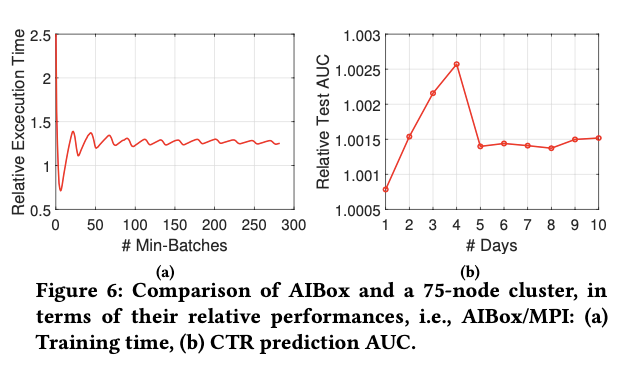 2.5
2
1.5
1
0.5
Relative Excecution Time
0 50 100 150 200 250 300
# Min-Batches
(a)
1.003
1.0025
1.002
1.0015
1.001
1.0005
Relative Test AUC
1 2 3 4 5 6 7 8 9 10
# Days
(b)
Figure 6: Comparison of AIBox and a 75-node cluster, in
terms of their relative performances, i.e., AIBox/MPI: (a)
Training time, (b) CTR prediction AUC.